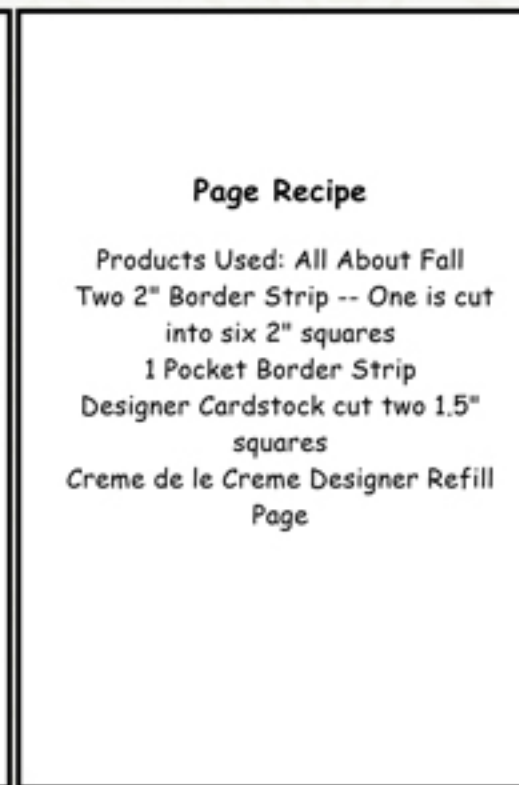 Page Recipe
Products Used: All About Fall
Two 2" Border Strip -- One is cut
into six 2" squares
1 Pocket Border Strip
Designer Cardstock cut two 1.5"
squares
Creme de le Creme Designer Refill
Page